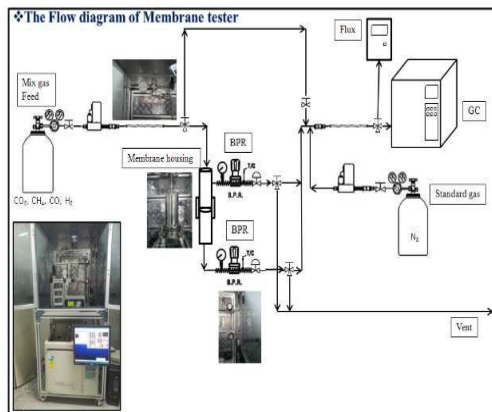 ❖The Flow diagram of Membrane tester
Flux
Mix gas
Feed
GC
BPR
T/C
Membrane housing
B.P.R.
Standard gas
CO₂, CH₄, CO, H₂
BPR
N₂
T/C
B.P.R.
Vent